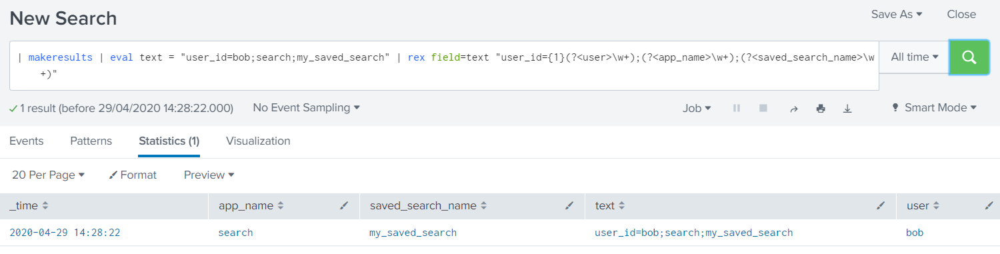 New Search
Save As Close
| makeresults | eval text = "user_id=bob;search;my_saved_search" | rex field=text "user_id={1}(?<user>\w+);(?<app_name>\w+);(?<saved_search_name>\w
+)"
All time
1 result (before 29/04/2020 14:28:22.000) No Event Sampling Job Smart Mode
Events Patterns Statistics (1) Visualization
20 Per Page Format Preview
_time app_name saved_search_name text user
2020-04-29 14:28:22 search my_saved_search user_id=bob;search;my_saved_search bob